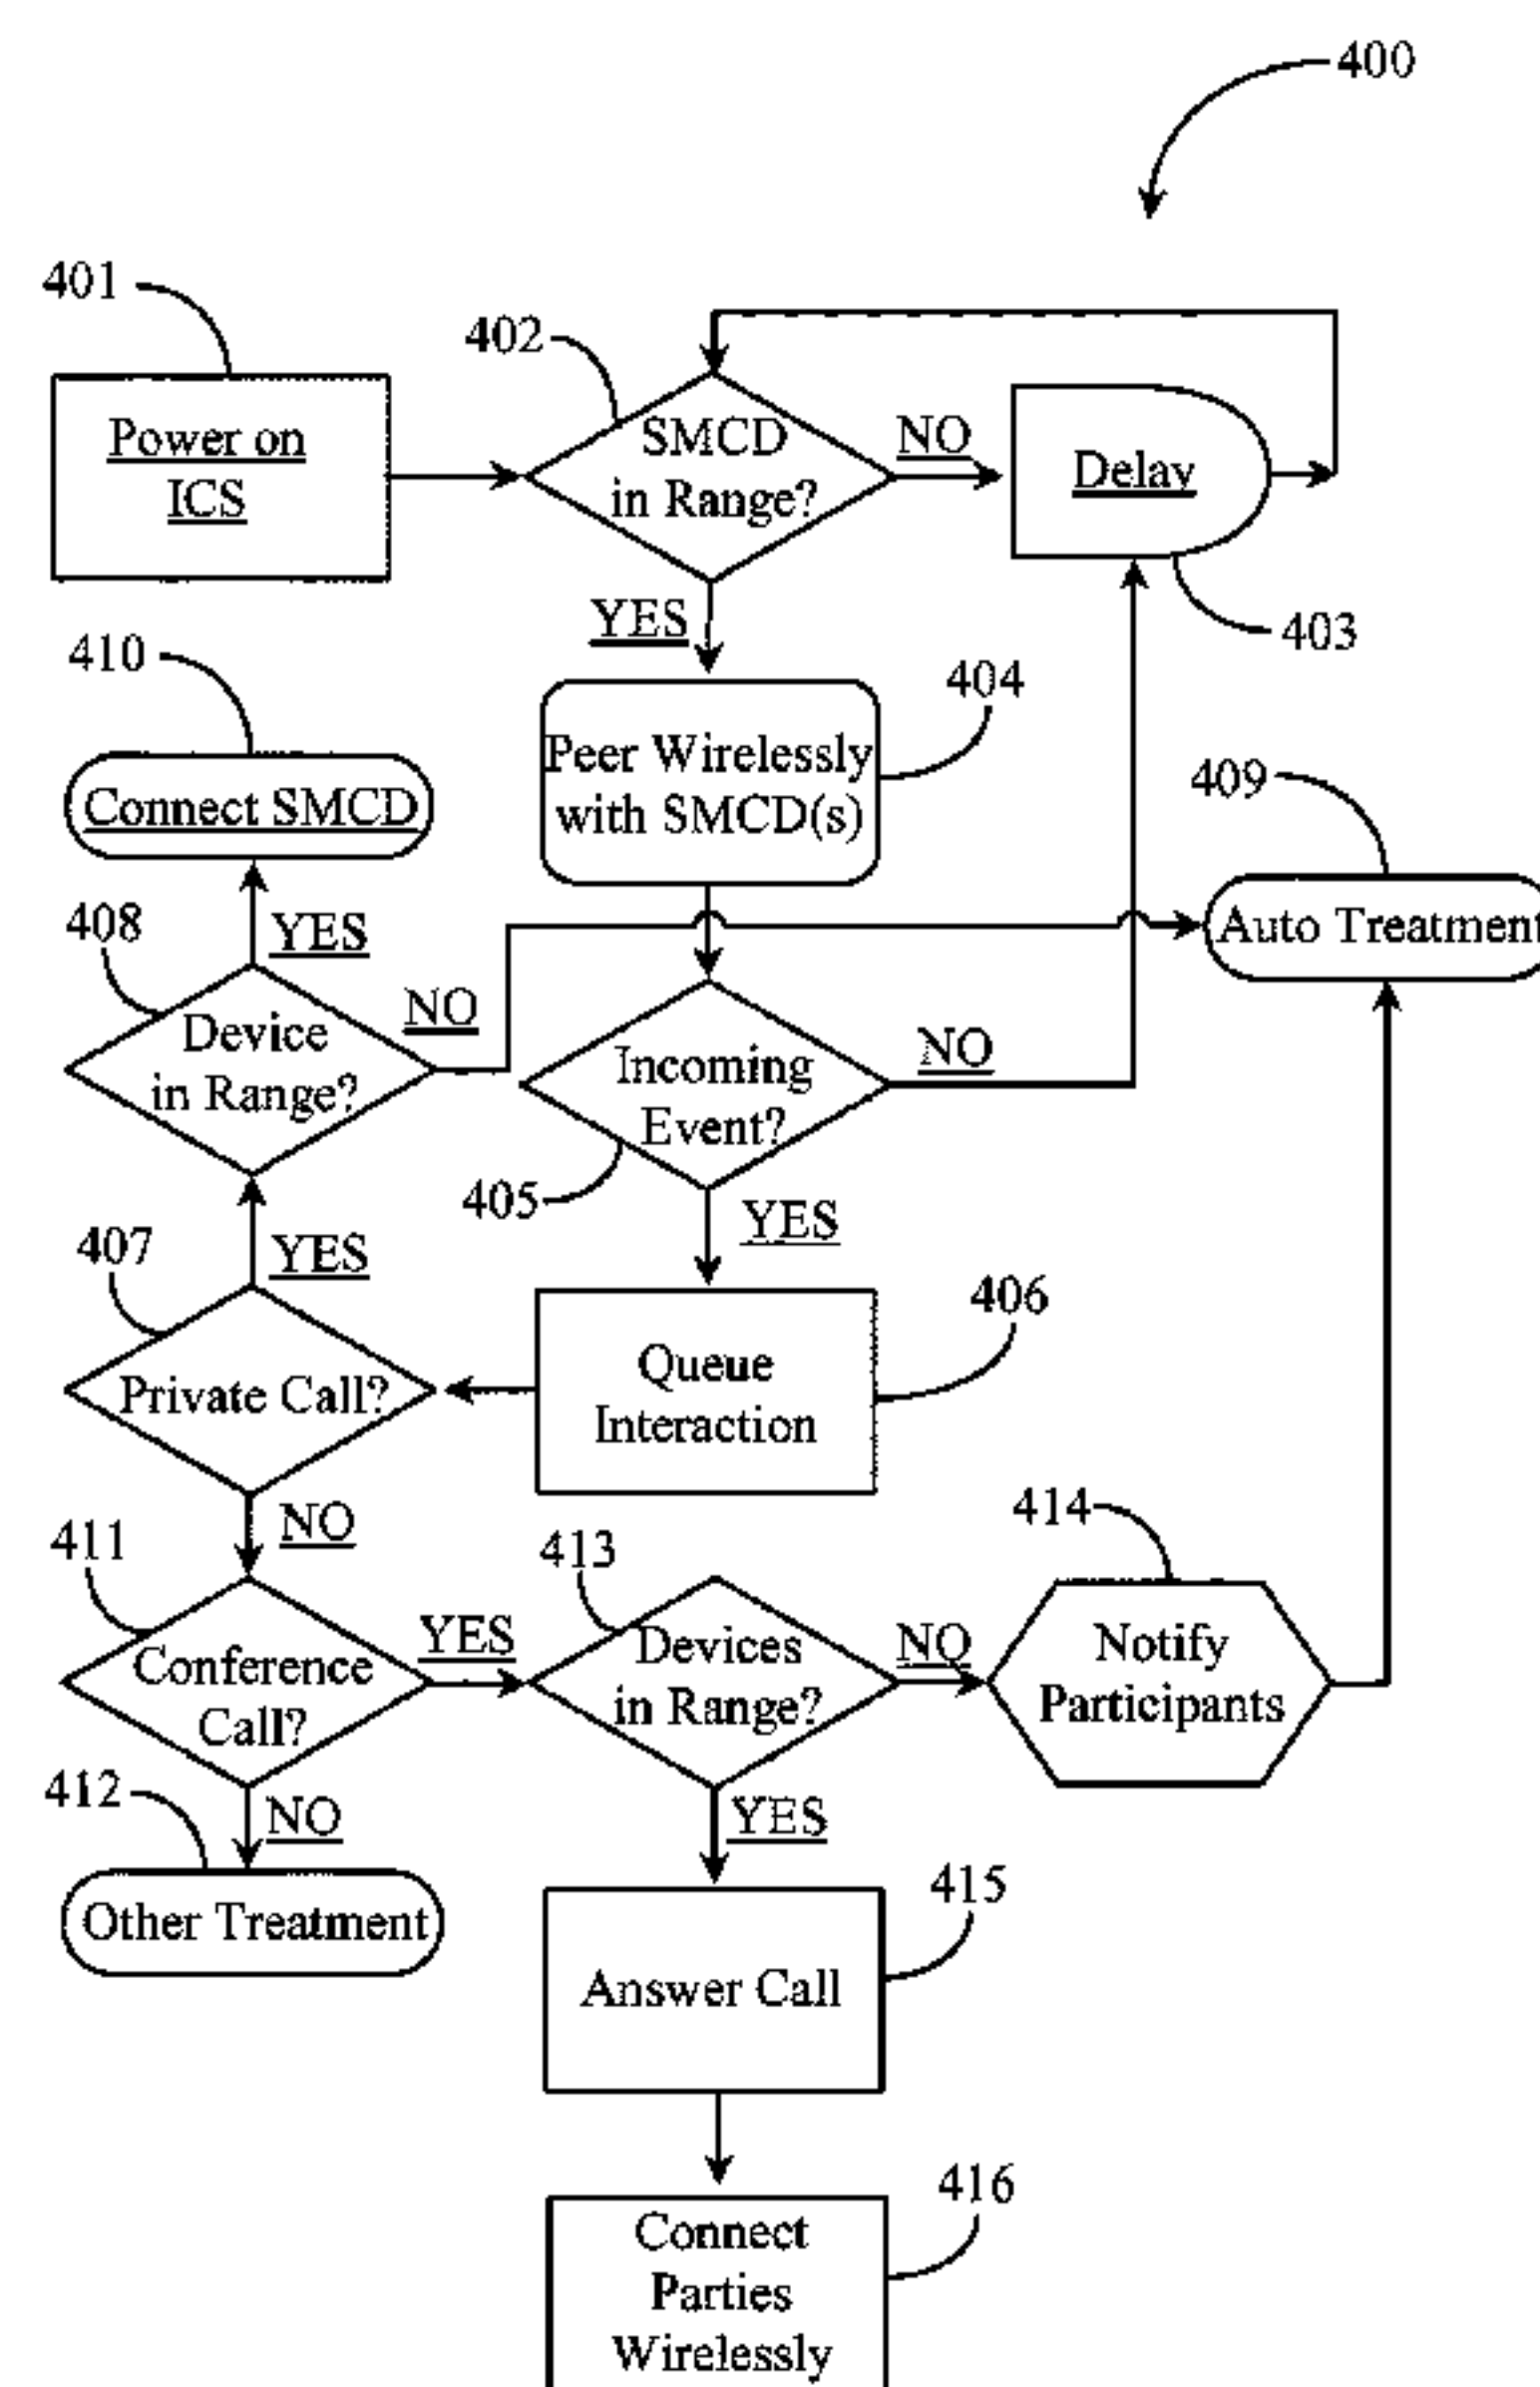 400
401
402
Power on
ICS
SMCD
in Range?
NO
Delay
403
YES
410
404
Peer Wirelessly
with SMCD(s)
409
Connect SMCD
Auto Treatment
408
YES
NO
Device
in Range?
Incoming
Event?
NO
405
YES
407
YES
406
Queue
Interaction
Private Call?
NO
411
413
414
Conference
Call?
YES
Devices
in Range?
NO
Notify
Participants
412
NO
YES
Other Treatment
415
Answer Call
416
Connect
Parties
Wirelessly